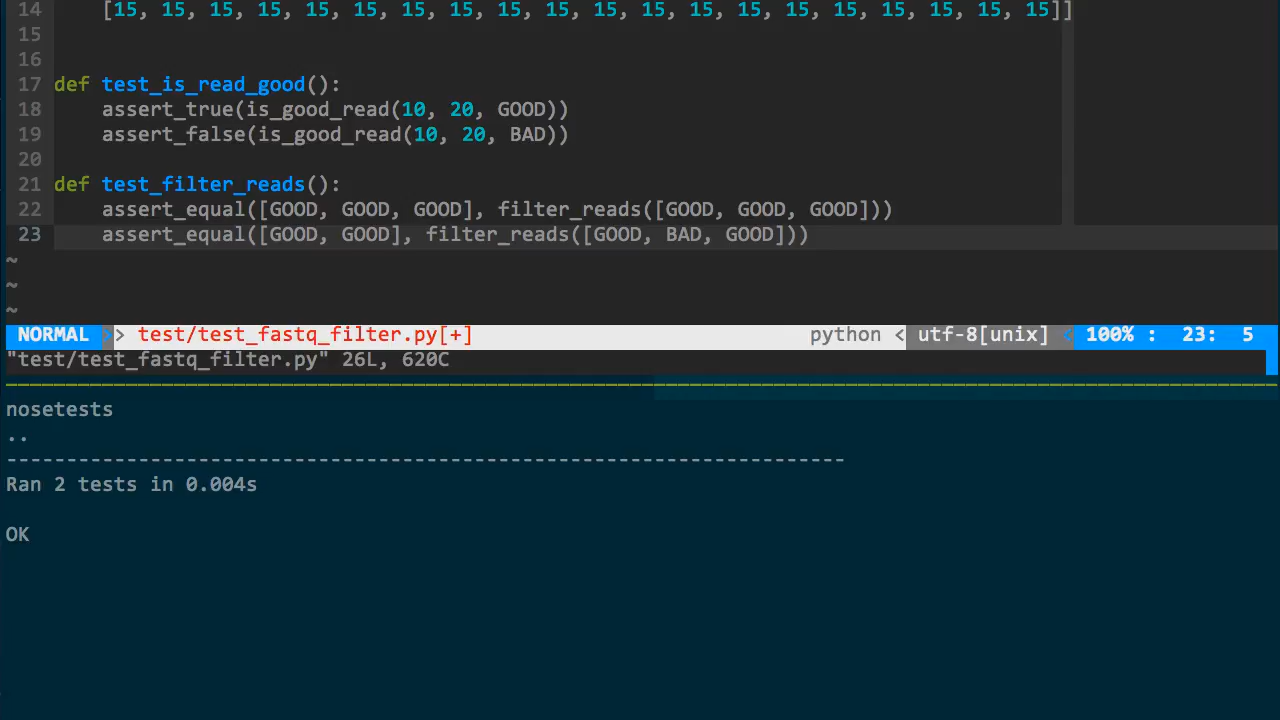 14     [15, 15, 15, 15, 15, 15, 15, 15, 15, 15, 15, 15, 15, 15, 15, 15, 15, 15, 15, 15]]
15
16
17 def test_is_read_good():
18     assert_true(is_good_read(10, 20, GOOD))
19     assert_false(is_good_read(10, 20, BAD))
20
21 def test_filter_reads():
22     assert_equal([GOOD, GOOD, GOOD], filter_reads([GOOD, GOOD, GOOD]))
23     assert_equal([GOOD, GOOD], filter_reads([GOOD, BAD, GOOD]))
~
~
~
NORMAL > test/test_fastq_filter.py[+] python < utf-8[unix] < 100% : 23: 5
"test/test_fastq_filter.py" 26L, 620C
nosetests
..
----------------------------------------------------------------------
Ran 2 tests in 0.004s
OK